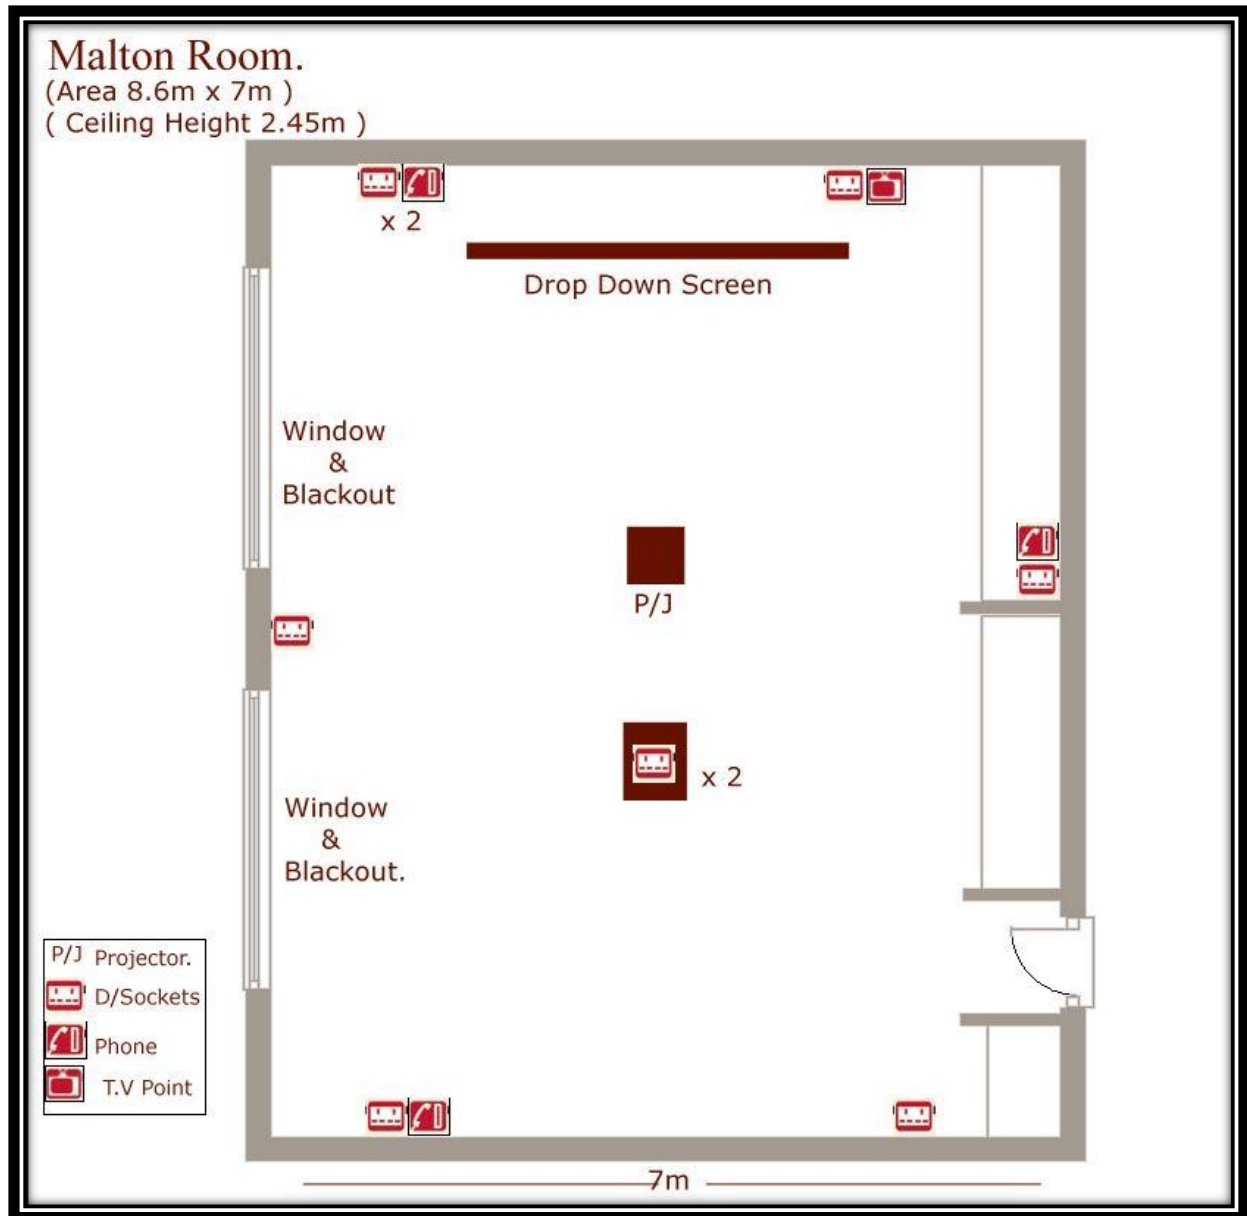 Malton Room.
(Area 8.6m x 7m )
( Ceiling Height 2.45m )
x 2
Drop Down Screen
Window
&
Blackout
P/J
x 2
Window
&
Blackout.
P/J Projector.
D/Sockets
Phone
T.V Point
7m